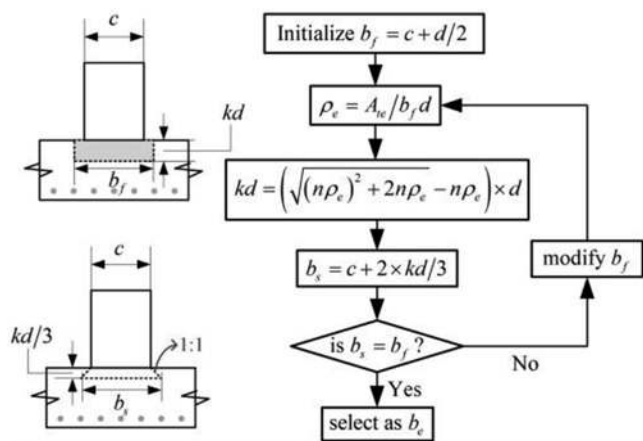 c
kd
b_f
c
kd/3
1:1
b_s
Initialize b_f = c + d/2
ρ_e = A_te/b_f d
kd = (√((nρ_e)² + 2nρ_e) − nρ_e) × d
b_s = c + 2 × kd/3
is b_s = b_f ?
No
modify b_f
Yes
select as b_e